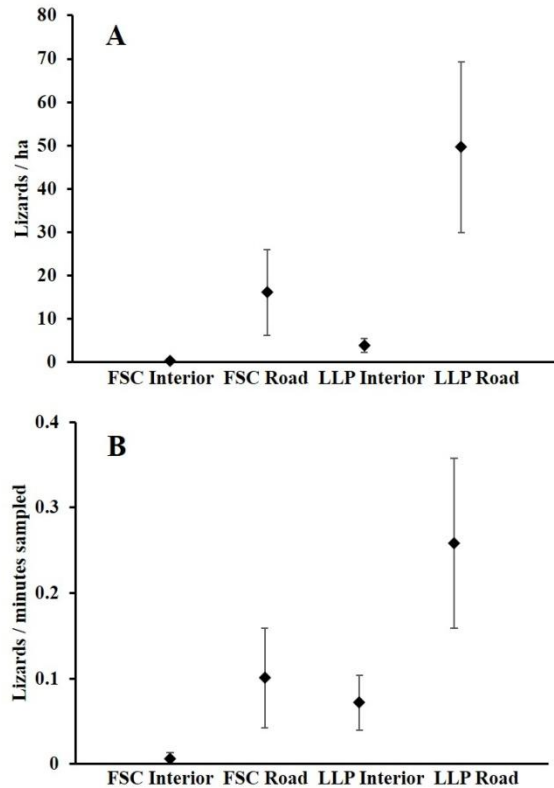 A
80
70
60
50
40
30
20
10
0
Lizards / ha
FSC Interior FSC Road LLP Interior LLP Road
B
0.4
0.3
0.2
0.1
0
Lizards / minutes sampled
FSC Interior FSC Road LLP Interior LLP Road